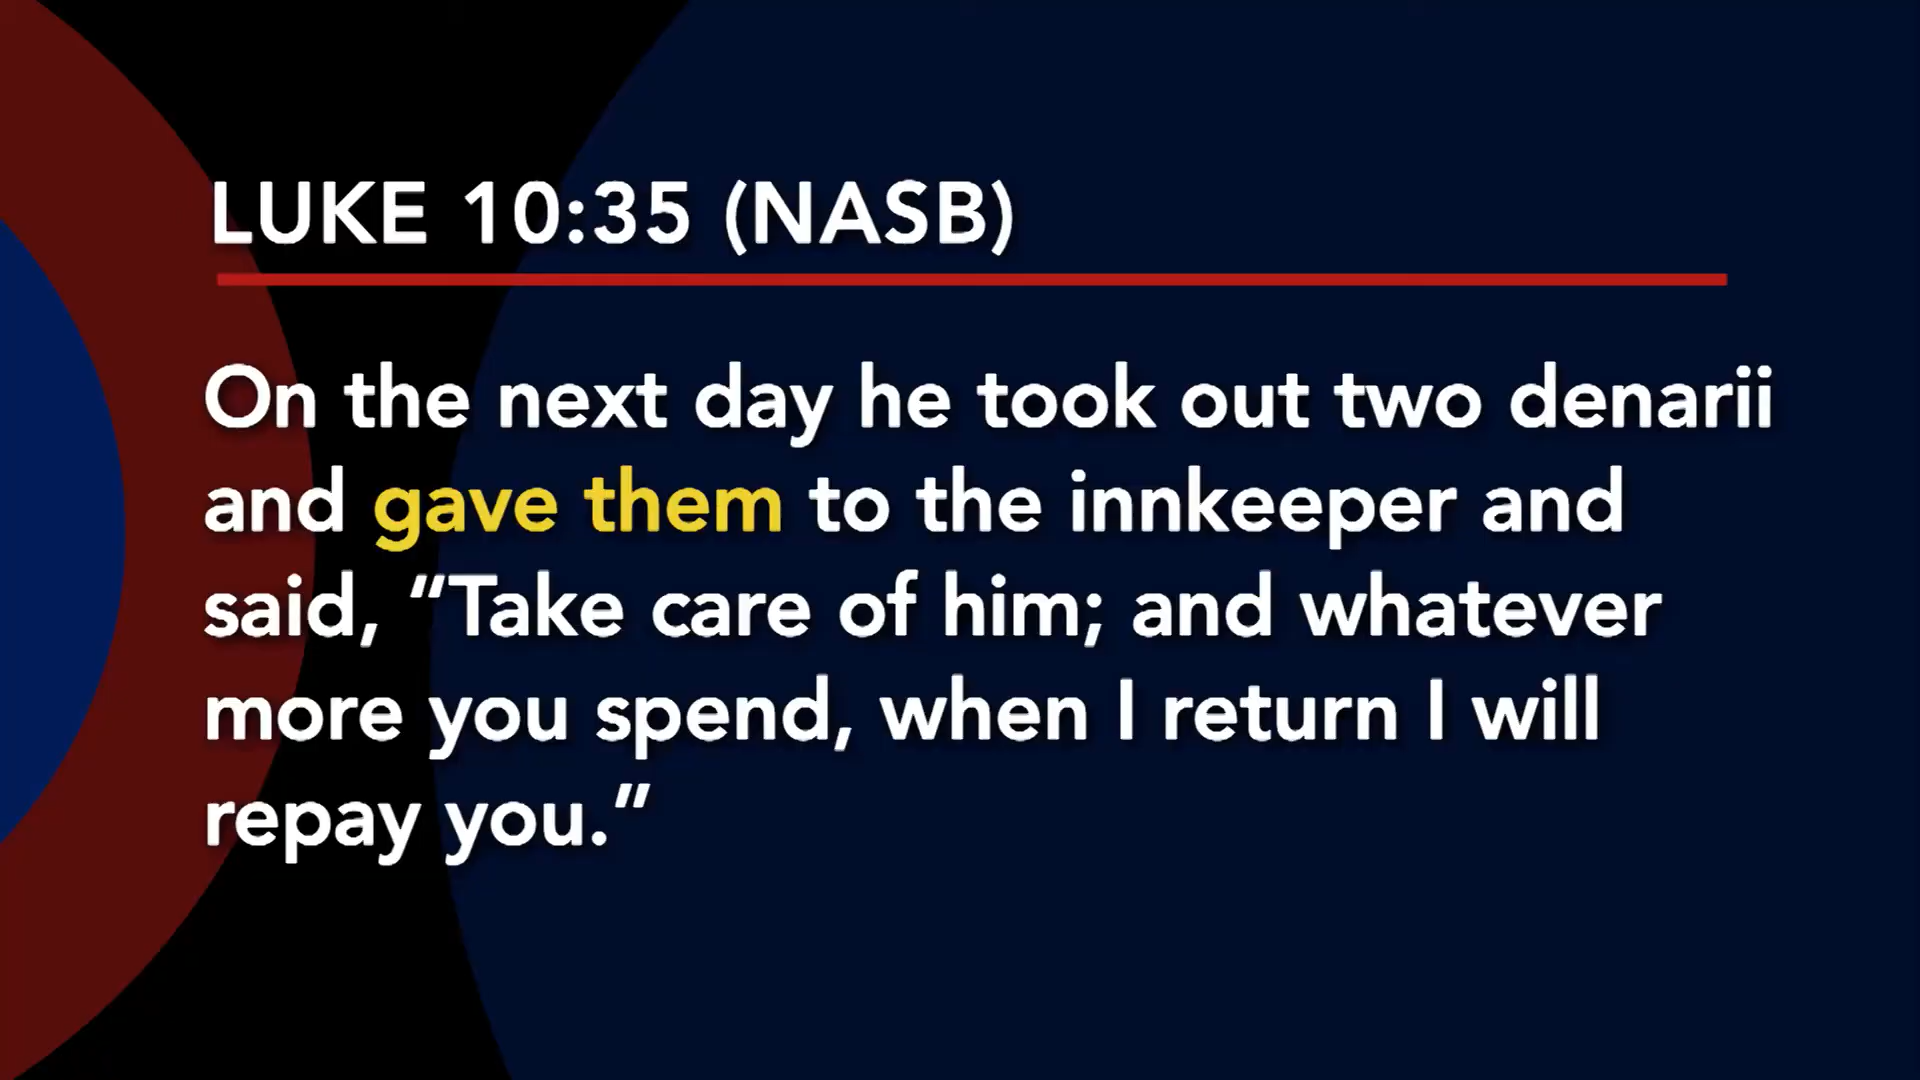 LUKE 10:35 (NASB)
On the next day he took out two denarii
and gave them to the innkeeper and
said, “Take care of him; and whatever
more you spend, when I return I will
repay you.”